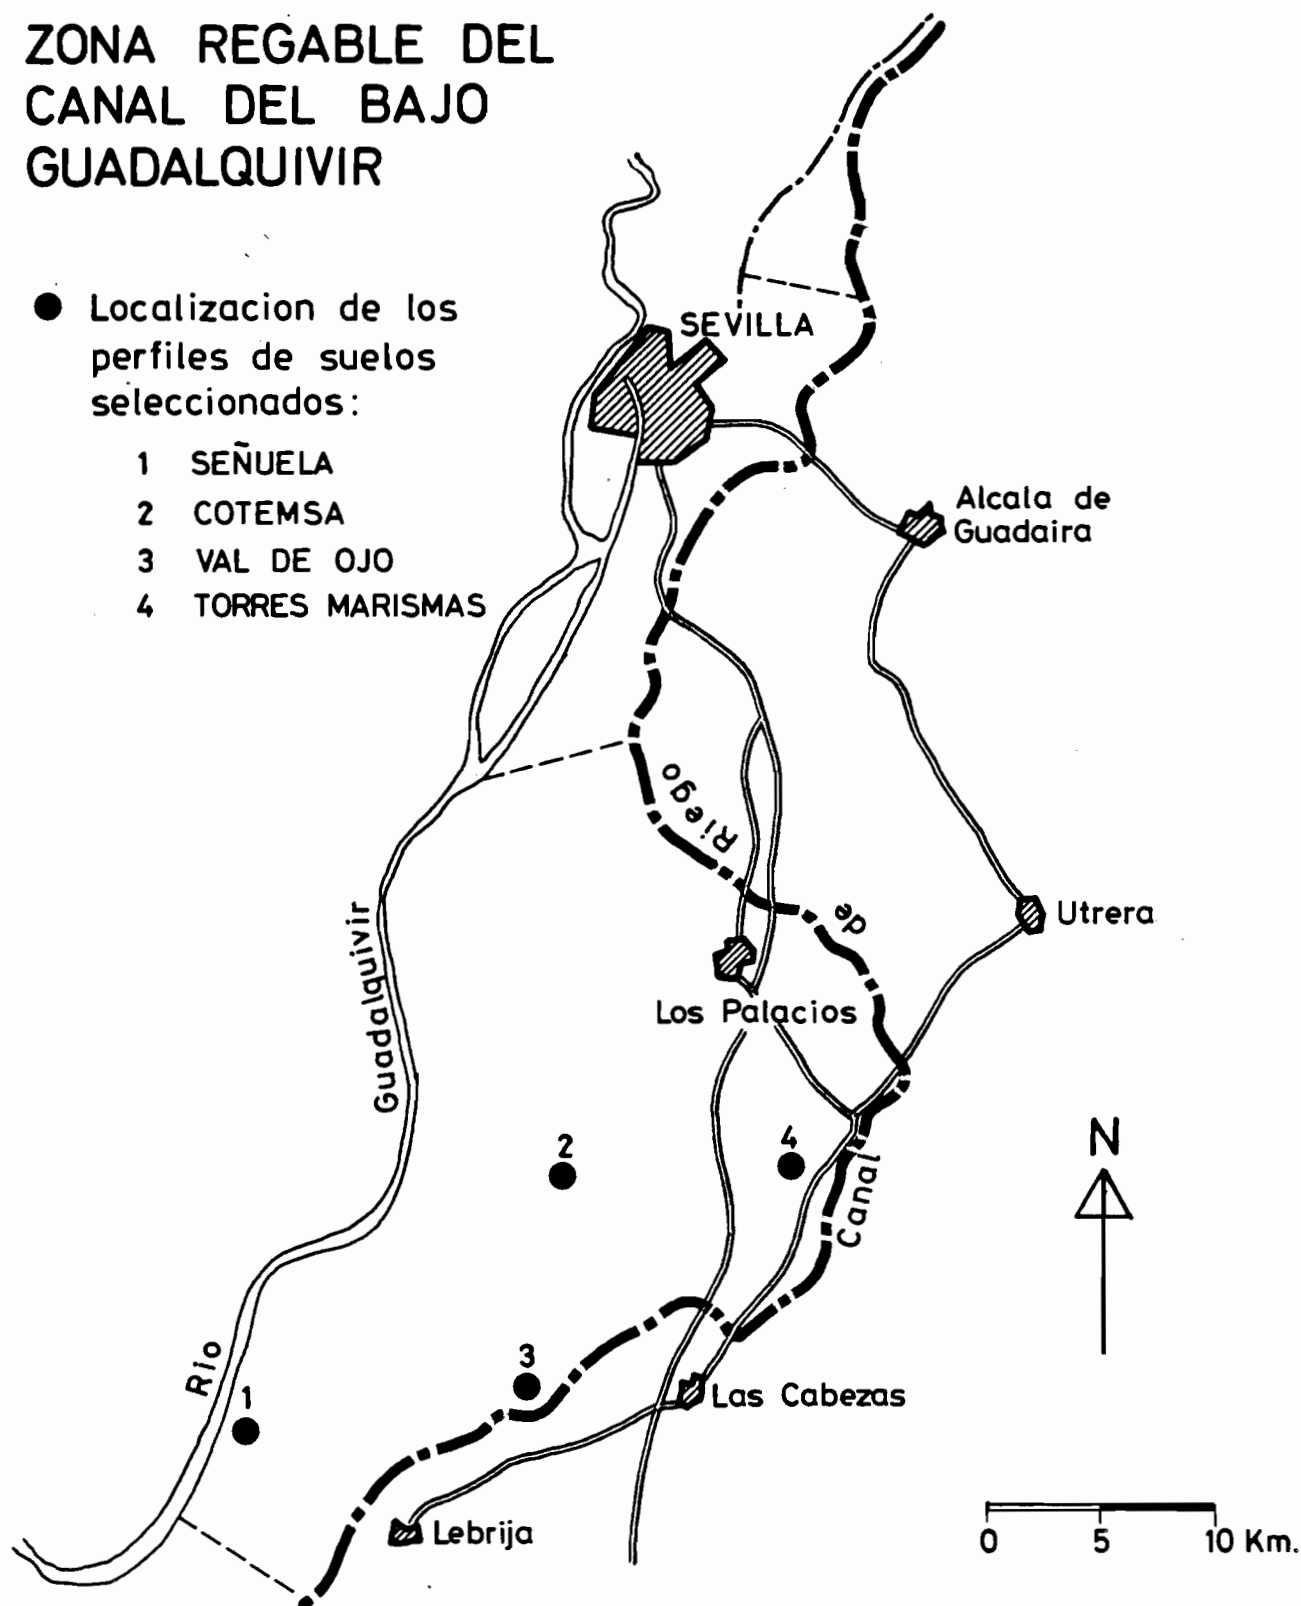 ZONA REGABLE DEL
CANAL DEL BAJO
GUADALQUIVIR
Localizacion de los
perfiles de suelos
seleccionados:
1 SEÑUELA
2 COTEMSA
3 VAL DE OJO
4 TORRES MARISMAS
SEVILLA
Alcala de
Guadaira
Riego
de
Canal
Utrera
Los Palacios
Guadalquivir
Rio
2
4
N
3
1
Las Cabezas
Lebrija
0 5 10 Km.